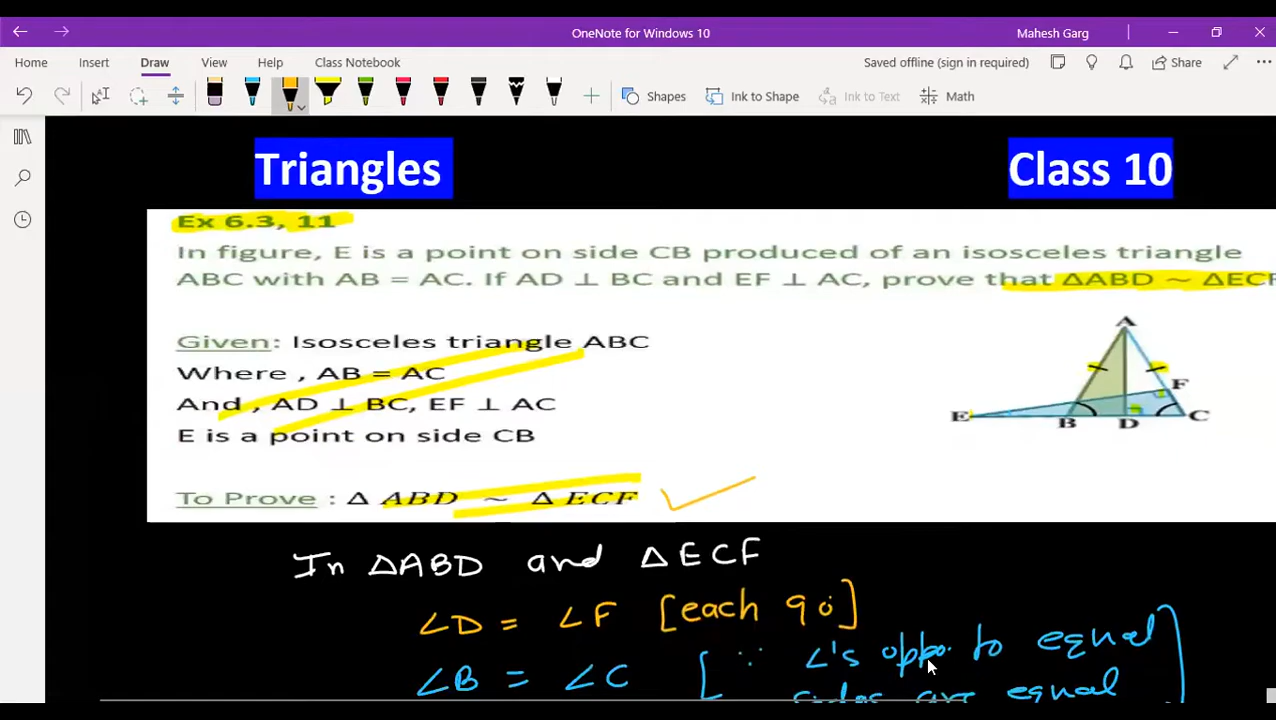 OneNote for Windows 10
Mahesh Garg
Home Insert Draw View Help Class Notebook
Saved offline (sign in required)
Share
Shapes Ink to Shape Ink to Text Math
Triangles
Class 10
Ex 6.3, 11
In figure, E is a point on side CB produced of an isosceles triangle
ABC with AB = AC. If AD ⊥ BC and EF ⊥ AC, prove that ΔABD ~ ΔECF
Given: Isosceles triangle ABC
Where , AB = AC
And , AD ⊥ BC, EF ⊥ AC
E is a point on side CB
To Prove : Δ ABD ~ Δ ECF
A
F
E B D C
In ΔABD and ΔECF
∠D = ∠F [each 90°]
∠B = ∠C [∵ ∠'s oppo. to equal
sides are equal]